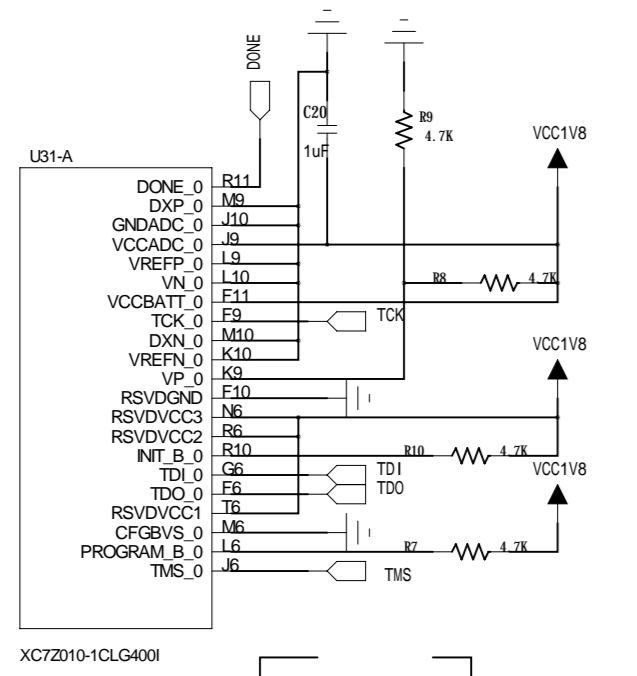 DONE
C20
1uF
R9
4.7K
VCC1V8
U31-A
DONE_0 R11
DXP_0 M9
GNDADC_0 J10
VCCADC_0 J9
VREFP_0 L9
VN_0 L10
R8 4.7K
VCCBATT_0 F11
TCK_0 F9 TCK
DXN_0 M10
VCC1V8
VREFN_0 K10
VP_0 K9
RSVDGND F10
RSVDVCC3 N6
RSVDVCC2 R6
INIT_B_0 R10 R10 4.7K
TDI_0 G6 TDI
VCC1V8
TDO_0 F6 TDO
RSVDVCC1 T6
CFGBVS_0 M6
PROGRAM_B_0 L6 R7 4.7K
TMS_0 J6 TMS
XC7Z010-1CLG400I